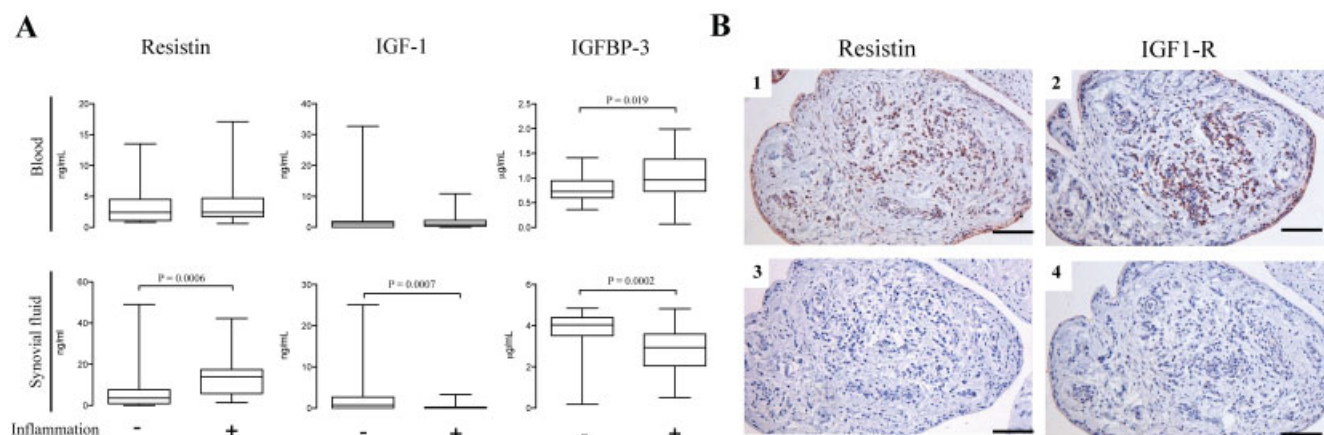 A
B
Resistin
IGF-1
IGFBP-3
Resistin
IGF1-R
Blood
ng/mL
20
15
10
5
0
ng/mL
40
30
20
10
0
µg/mL
2.5
2.0
1.5
1.0
0.5
0.0
P = 0.019
1
2
Synovial fluid
ng/ml
60
40
20
0
P = 0.0006
ng/mL
30
20
10
0
P = 0.0007
µg/mL
6
4
2
0
P = 0.0002
3
4
Inflammation - + - + - +